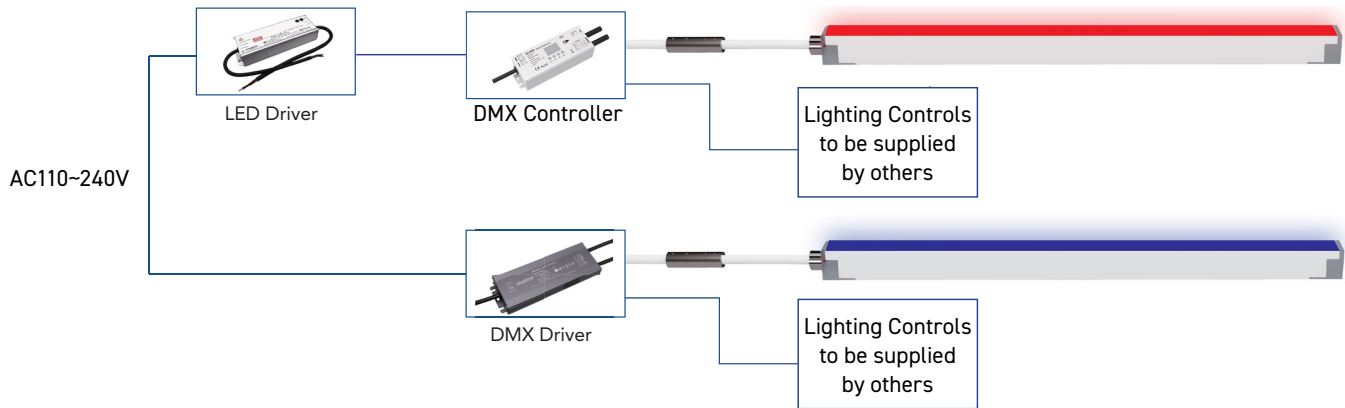 LED Driver
DMX Controller
Lighting Controls
to be supplied
by others
AC110~240V
DMX Driver
Lighting Controls
to be supplied
by others